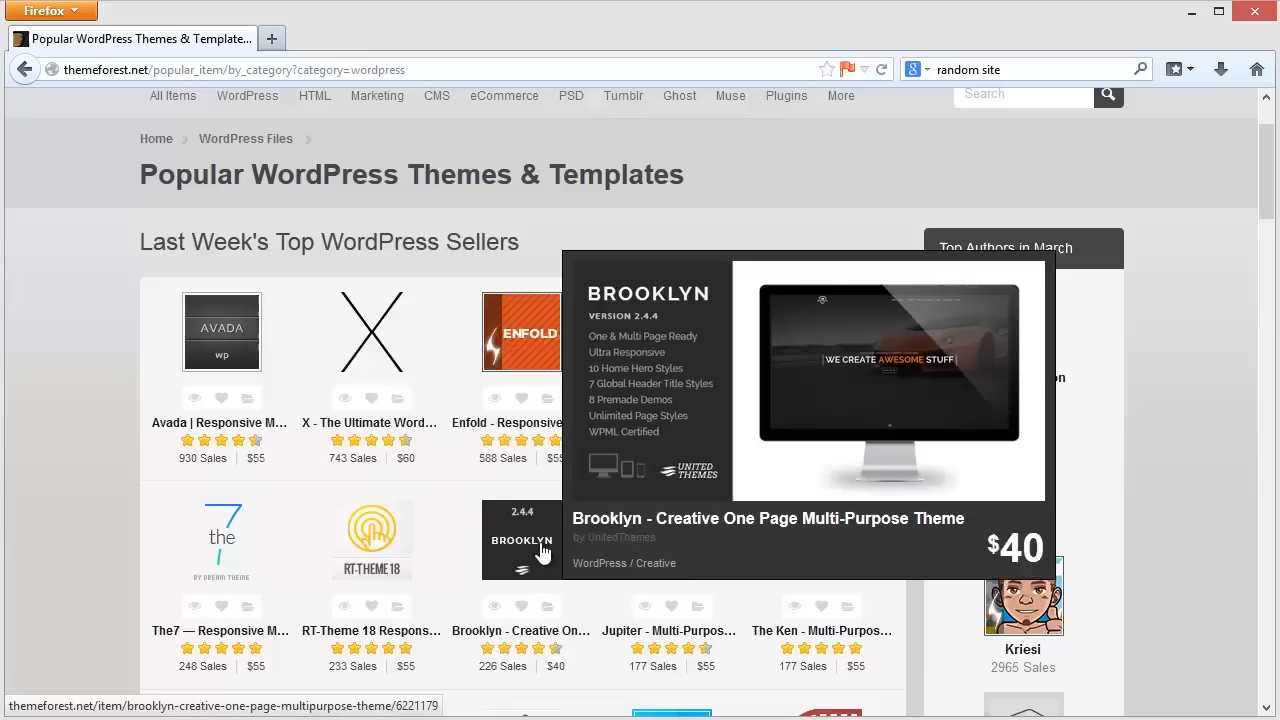 Firefox
Popular WordPress Themes & Template...
themeforest.net/popular_item/by_category?category=wordpress
random site
All Items WordPress HTML Marketing CMS eCommerce PSD Tumblr Ghost Muse Plugins More
Search
Home WordPress Files
Popular WordPress Themes & Templates
Last Week's Top WordPress Sellers
Top Authors in March
AVADA
wp
ENFOLD
BROOKLYN
VERSION 2.4.4
One & Multi Page Ready
Ultra Responsive
10 Home Hero Styles
7 Global Header Title Styles
8 Premade Demos
Unlimited Page Styles
WPML Certified
UNITED
THEMES
WE CREATE AWESOME STUFF
Brooklyn - Creative One Page Multi-Purpose Theme
by UnitedThemes
WordPress / Creative
$40
Avada | Responsive M... X - The Ultimate Word... Enfold - Responsive
930 Sales $55 743 Sales $60 588 Sales
7
the
BY DREAM THEME
RT-THEME 18
2.4.4
BROOKLYN
The7 — Responsive M... RT-Theme 18 Respons... Brooklyn - Creative On... Jupiter - Multi-Purpos... The Ken - Multi-Purpos...
248 Sales $55 233 Sales $55 226 Sales $40 177 Sales $55 177 Sales $55
Kriesi
2965 Sales
themeforest.net/item/brooklyn-creative-one-page-multipurpose-theme/6221179